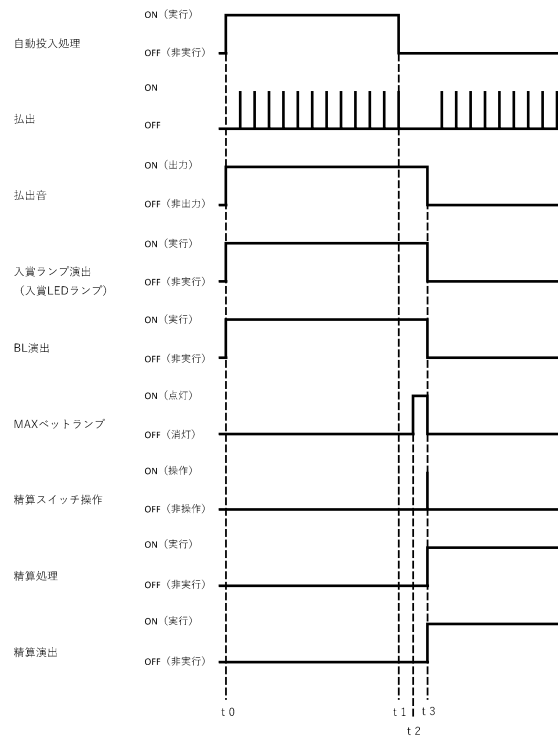 ON（実行）
自動投入処理
OFF（非実行）
ON
払出
OFF
ON（出力）
払出音
OFF（非出力）
ON（実行）
入賞ランプ演出
（入賞LEDランプ）
OFF（非実行）
ON（実行）
BL演出
OFF（非実行）
ON（点灯）
MAXベットランプ
OFF（消灯）
ON（操作）
精算スイッチ操作
OFF（非操作）
ON（実行）
精算処理
OFF（非実行）
ON（実行）
精算演出
OFF（非実行）
t0 t1 t3
t2